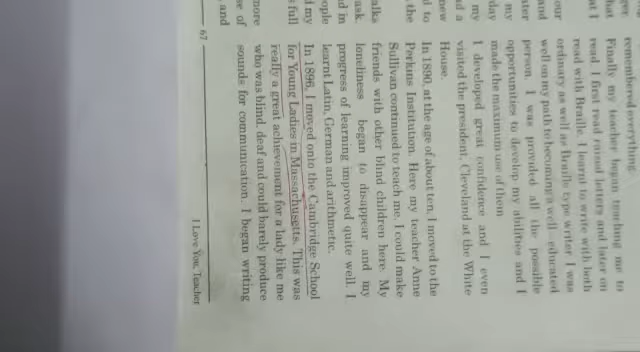 remembered everything.
Finally my teacher began teaching me to
read. I first read raised letters and later on
read with Braille. I learnt to write with both
ordinary as well as Braille type writer. I was
well on my path to becoming a well educated
person. I was provided all the possible
opportunities to develop my abilities and I
made the maximum use of them
I developed great confidence and I even
visited the president, Cleveland at the White
House.
In 1890, at the age of about ten, I moved to the
Perkins Institution. Here my teacher Anne
Sullivan continued to teach me. I could make
friends with other blind children here. My
loneliness began to disappear and my
progress of learning improved quite well. I
learnt Latin, German and arithmetic.
In 1896, I moved onto the Cambridge School
for Young Ladies in Massachusetts. This was
really a great achievement for a lady like me
who was blind, deaf and could barely produce
sounds for communication. I began writing
67
I Love You, Teacher